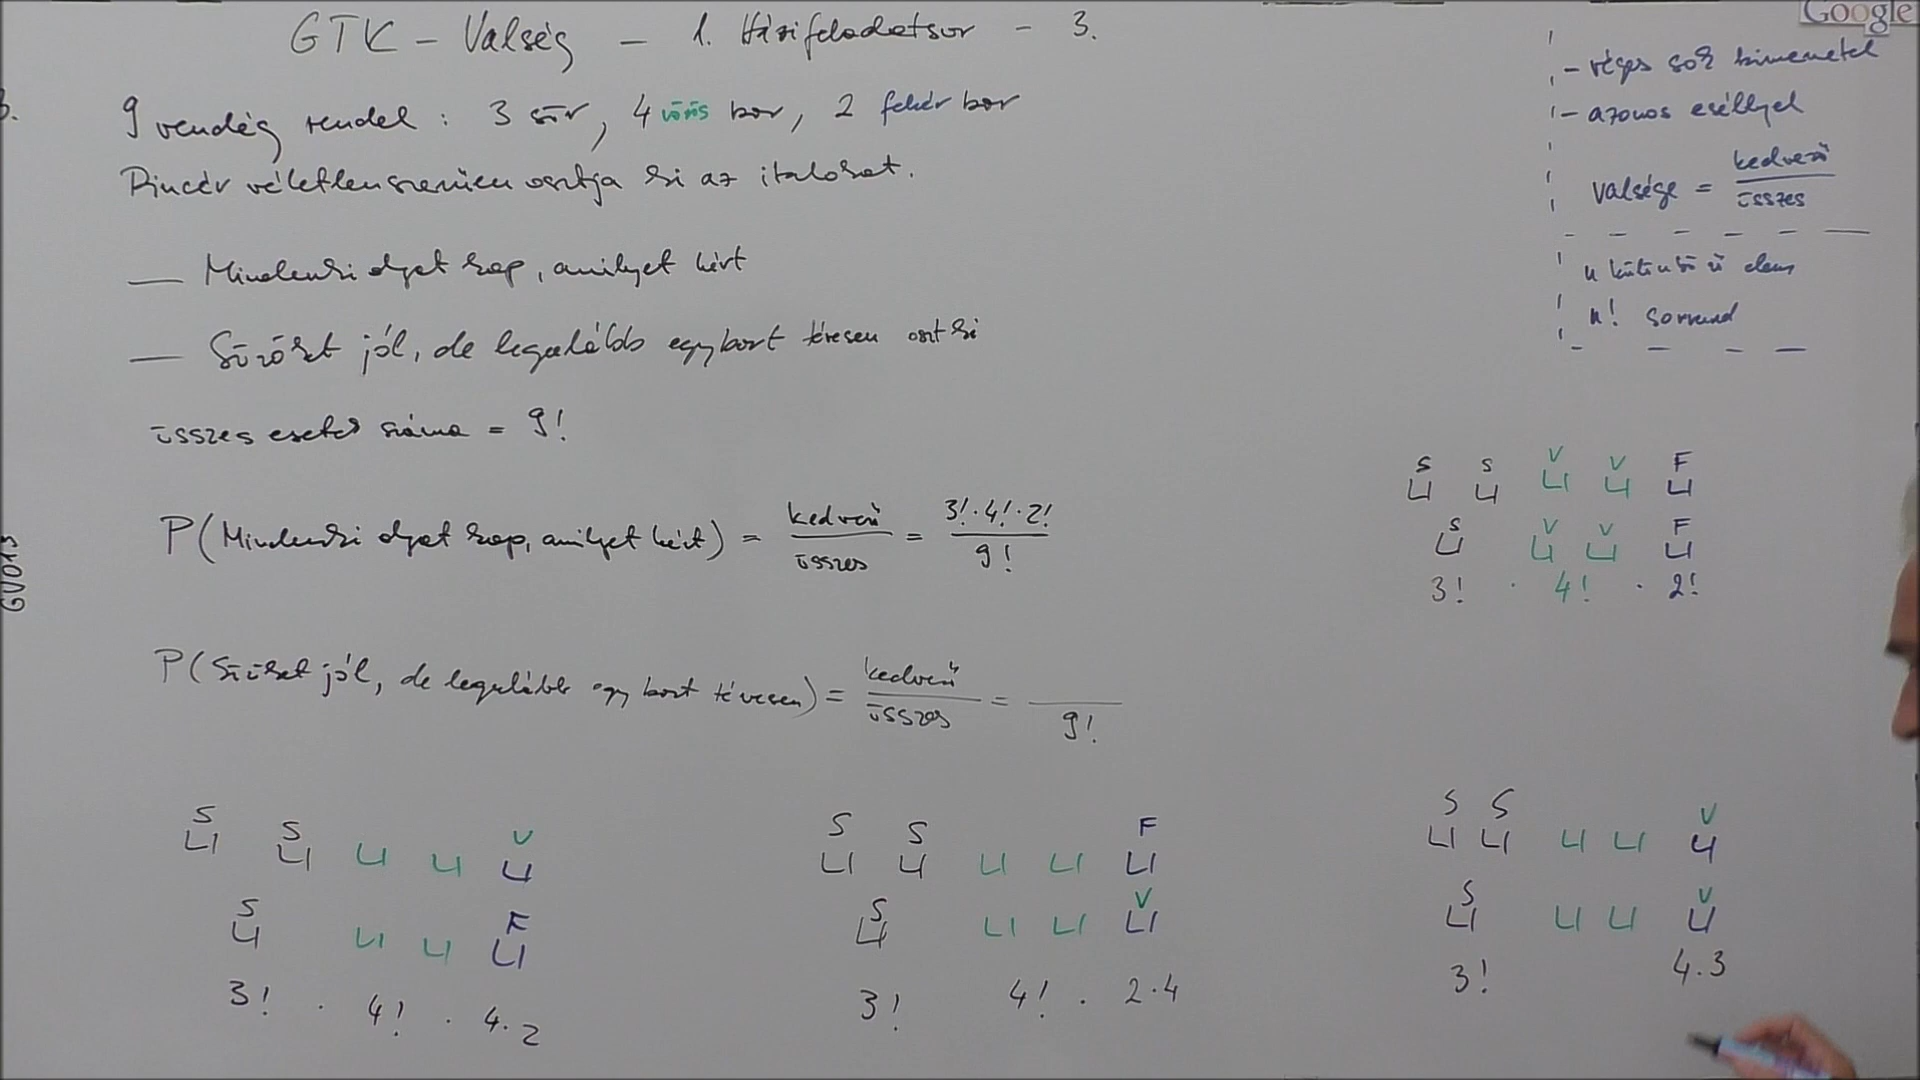 GTK - Valség - 1. Házifeladatsor - 3.
3.
9 vendég rendel : 3 sör, 4 vörös bor, 2 fehér bor
Pincér véletlenszerűen osztja ki az italokat.
— Mindenki olyat kap, amilyet kért
— Söröket jól, de legalább egy bort tévesen oszt ki
összes esetek száma = 9!
P(Mindenki olyat kap, amilyet kért) = kedvező / összes = 3!·4!·2! / 9!
P(Söröket jól, de legalább egy bort tévesen) = kedvező / összes = / 9!
Google
- véges sok kimenetel
- azonos eséllyel
valsége = kedvező / összes
n különböző elem
n! sorrend
S S V V F
S V V F
3! · 4! · 2!
S S V
S F
3! · 4! · 4·2
S S F
S V
3! 4! · 2·4
S S V
S V
3! 4·3
GV013